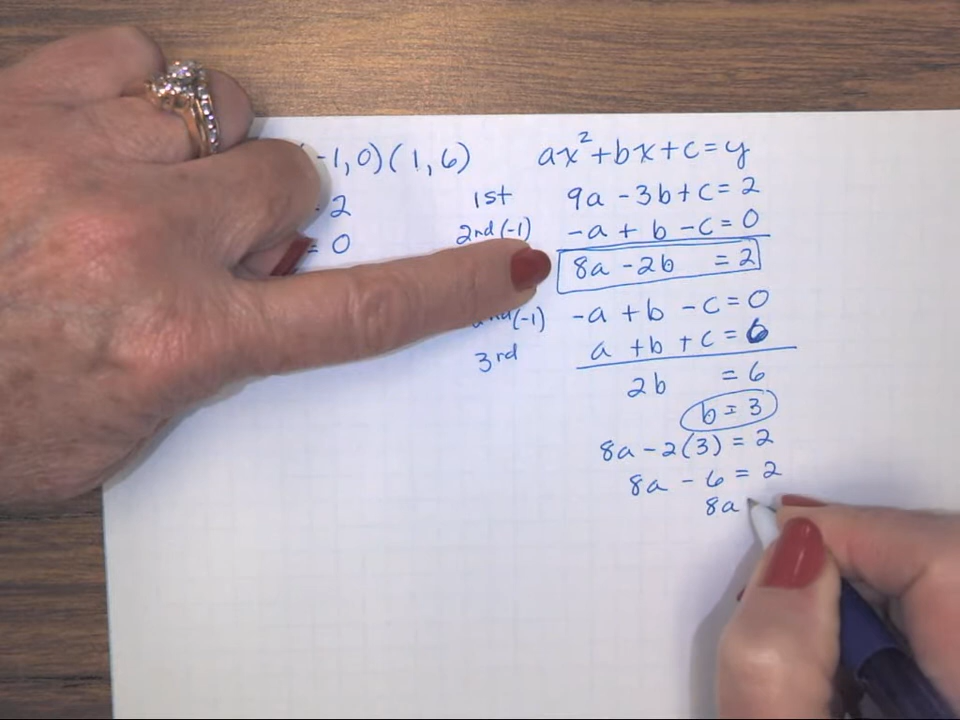 -1,0) (1,6) ax²+bx+c=y
= 2 1st 9a -3b+c=2
= 0 2nd(-1) -a + b -c=0
8a -2b =2
(-1) -a +b -c=0
3rd a +b +c=6
2b =6
b=3
8a -2(3) = 2
8a - 6 = 2
8a